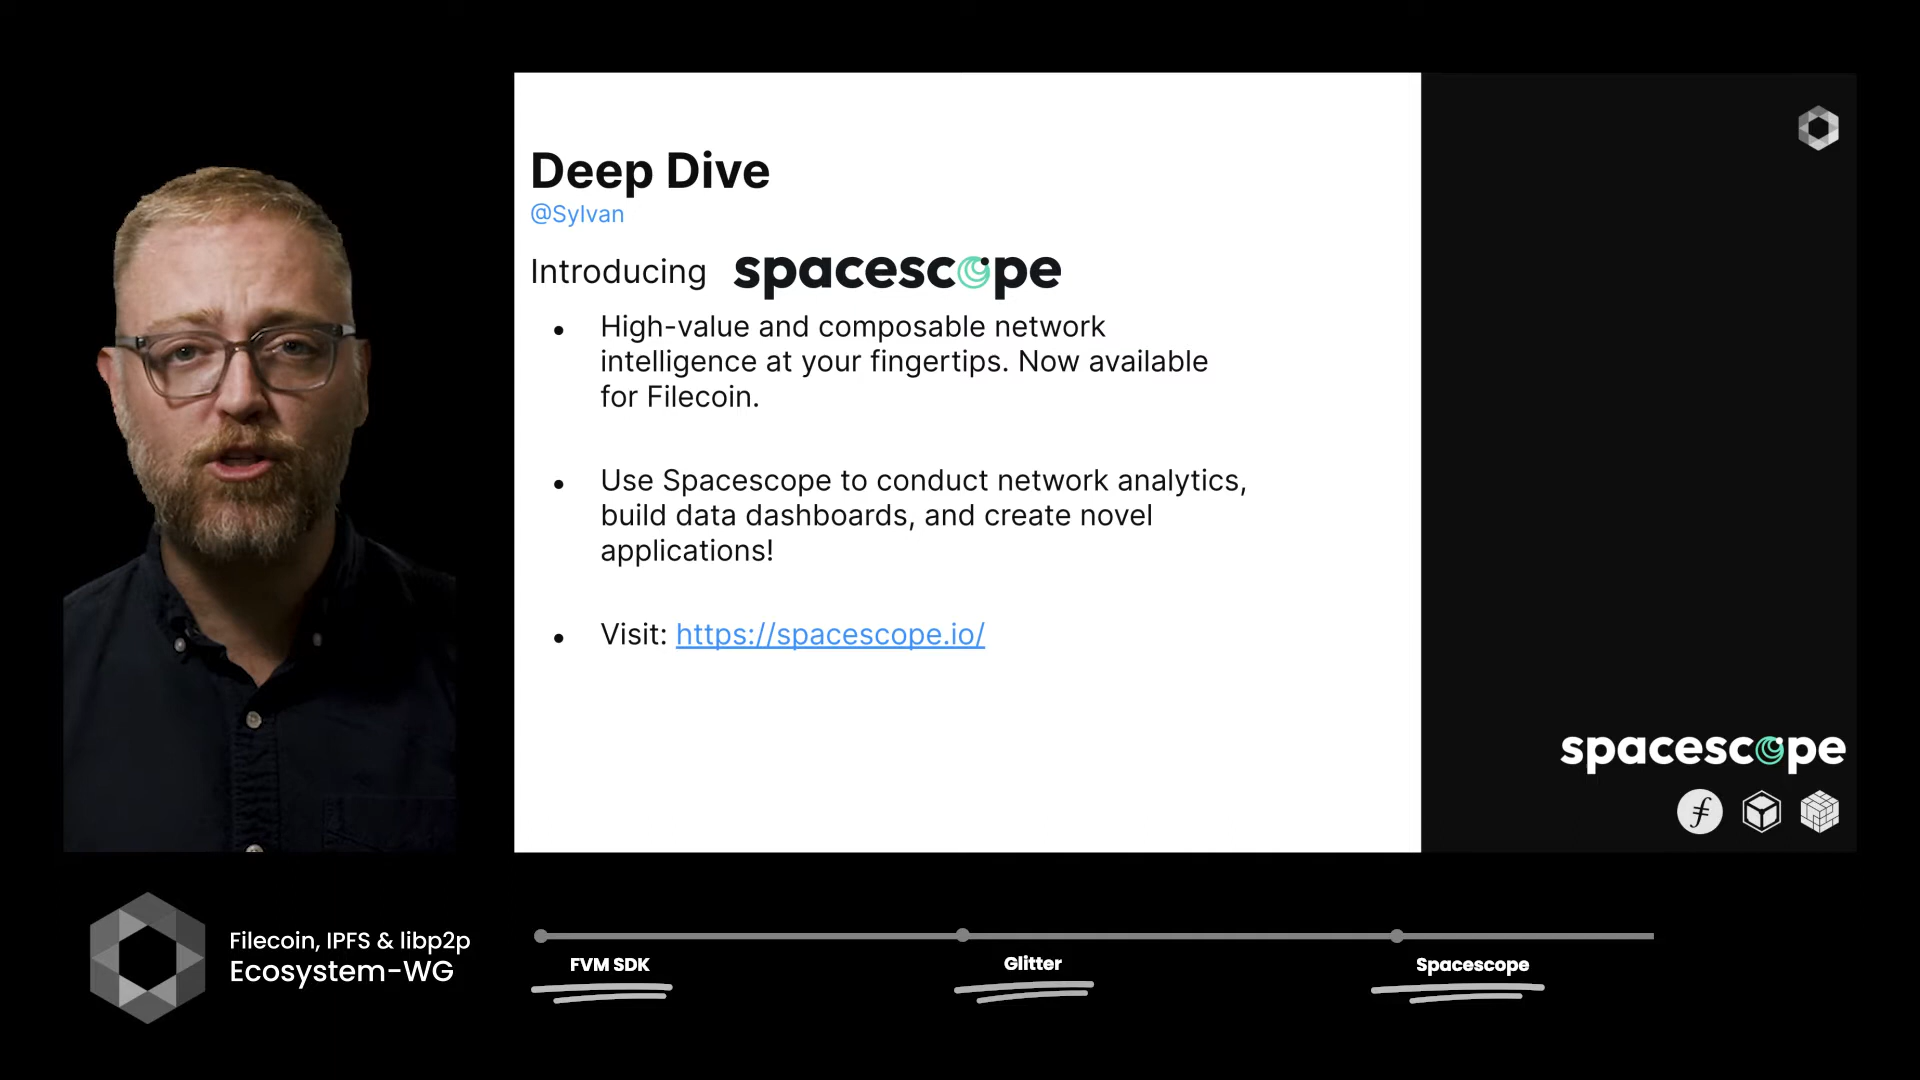 Deep Dive
@Sylvan
Introducing spacescope
• High-value and composable network
intelligence at your fingertips. Now available
for Filecoin.
• Use Spacescope to conduct network analytics,
build data dashboards, and create novel
applications!
• Visit: https://spacescope.io/
spacescope
Filecoin, IPFS & libp2p
Ecosystem-WG
FVM SDK
Glitter
Spacescope